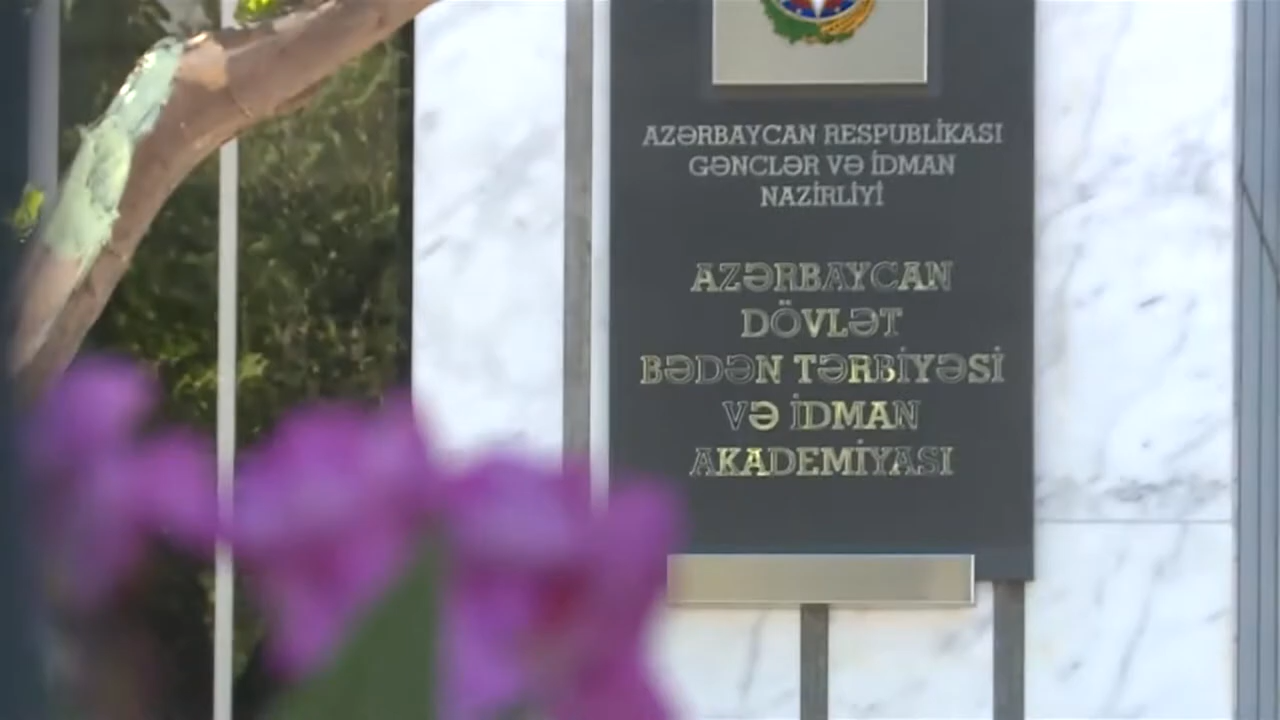 AZƏRBAYCAN RESPUBLİKASI
GƏNCLƏR VƏ İDMAN
NAZİRLİYİ
AZƏRBAYCAN
DÖVLƏT
BƏDƏN TƏRBİYƏSİ
VƏ İDMAN
AKADEMİYASI